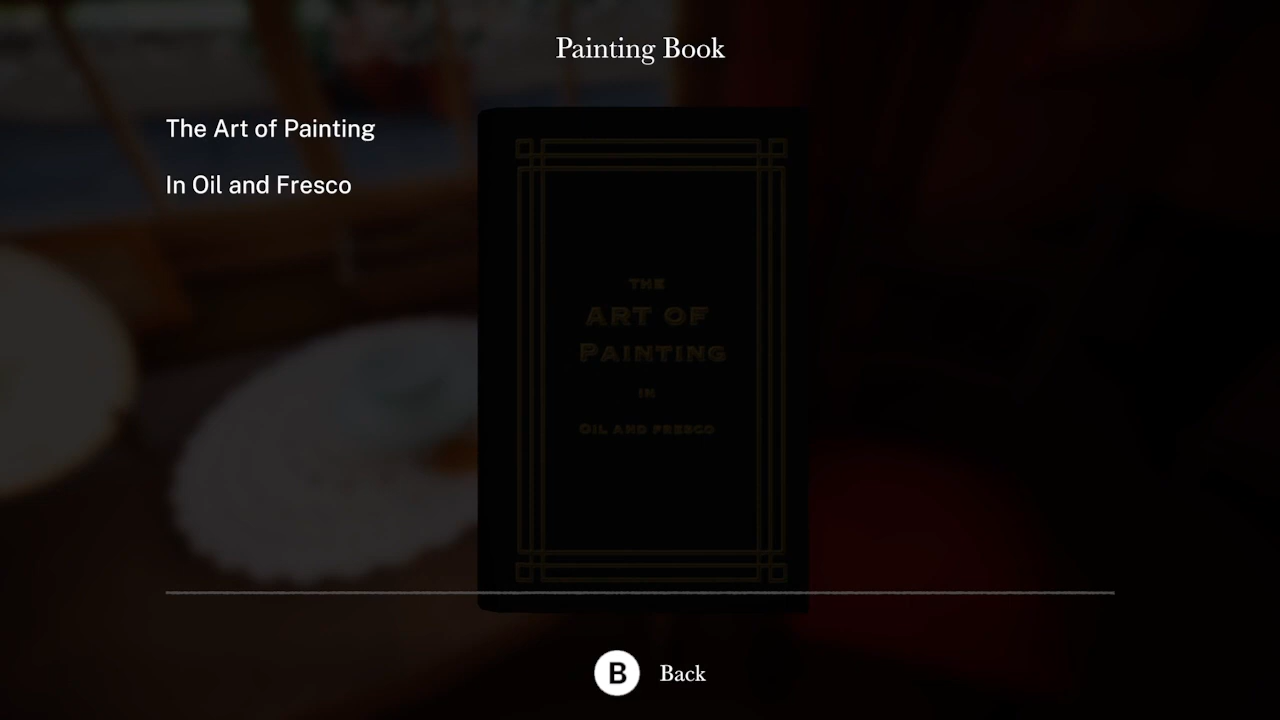 Painting Book
The Art of Painting
In Oil and Fresco
THE
ART OF
PAINTING
IN
OIL AND FRESCO
B Back